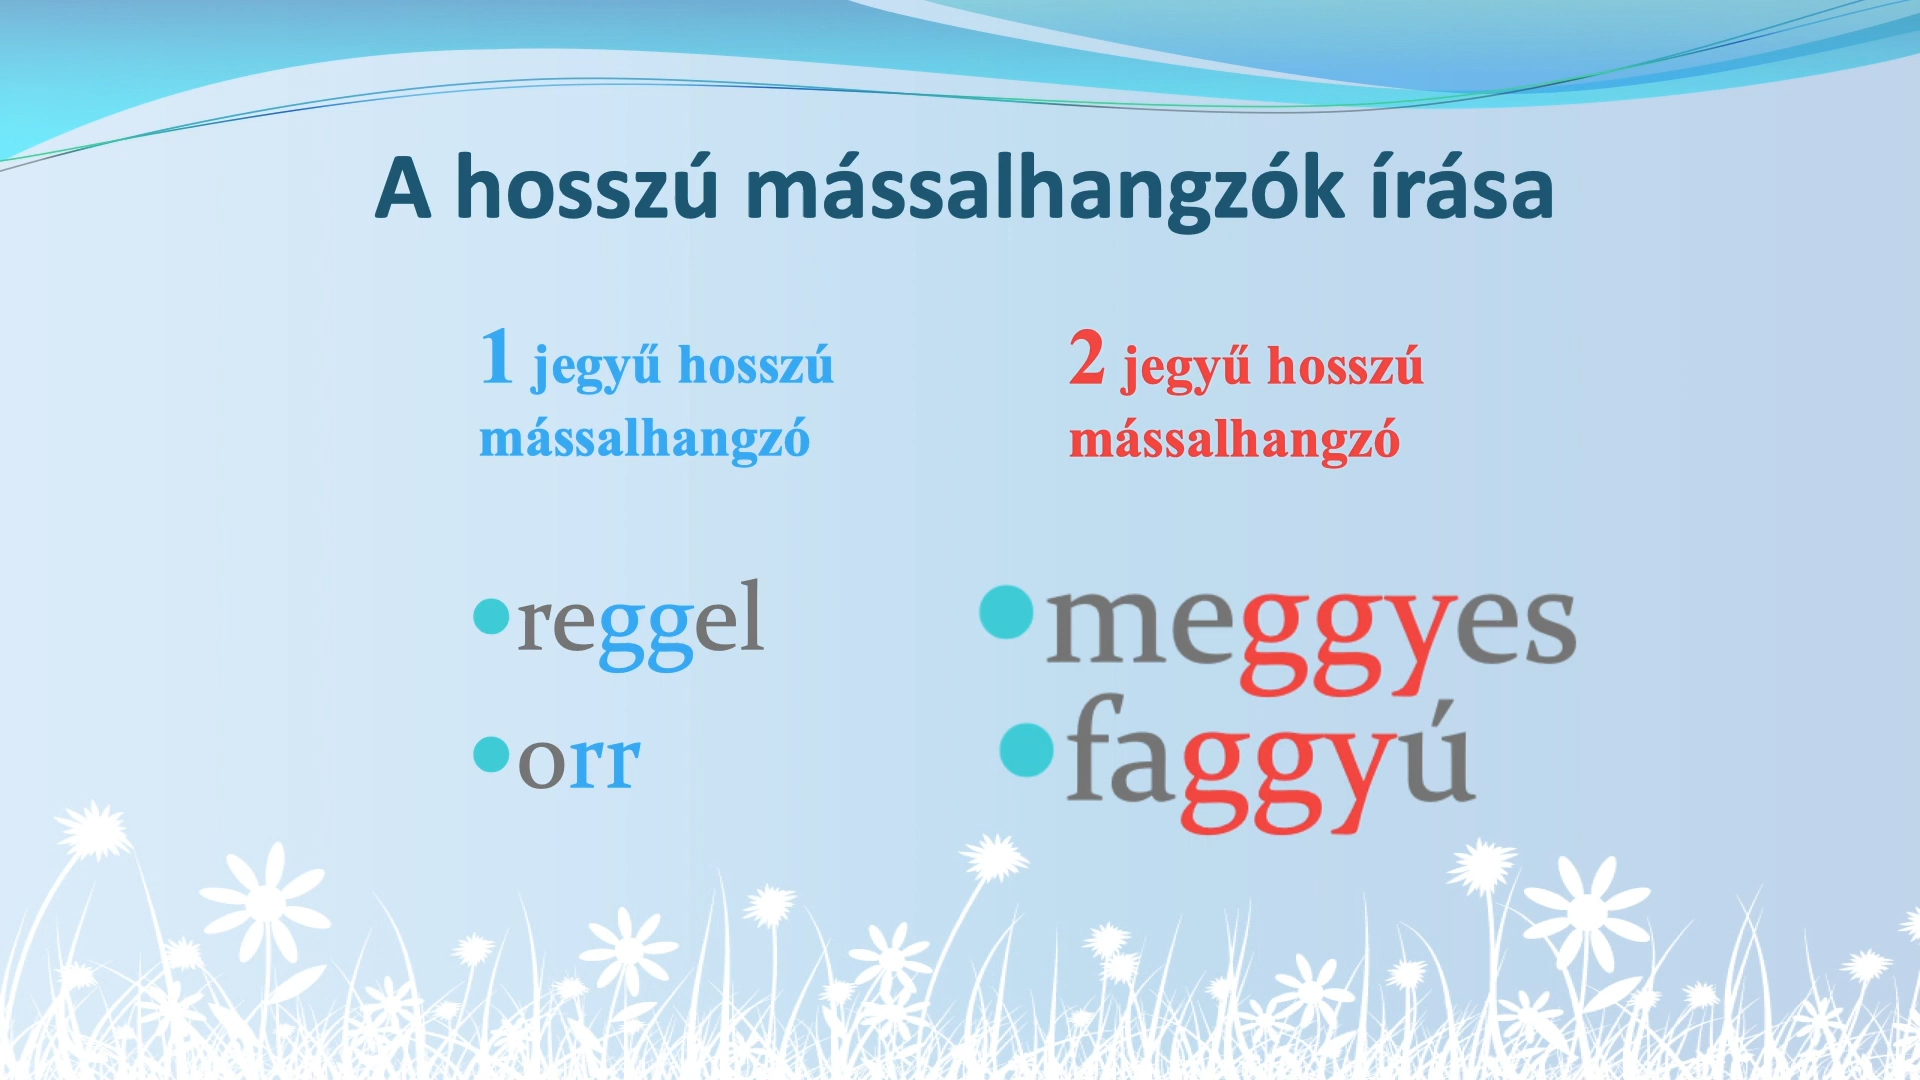 A hosszú mássalhangzók írása
1 jegyű hosszú
mássalhangzó
•reggel
•orr
2 jegyű hosszú
mássalhangzó
•meggyes
•faggyú